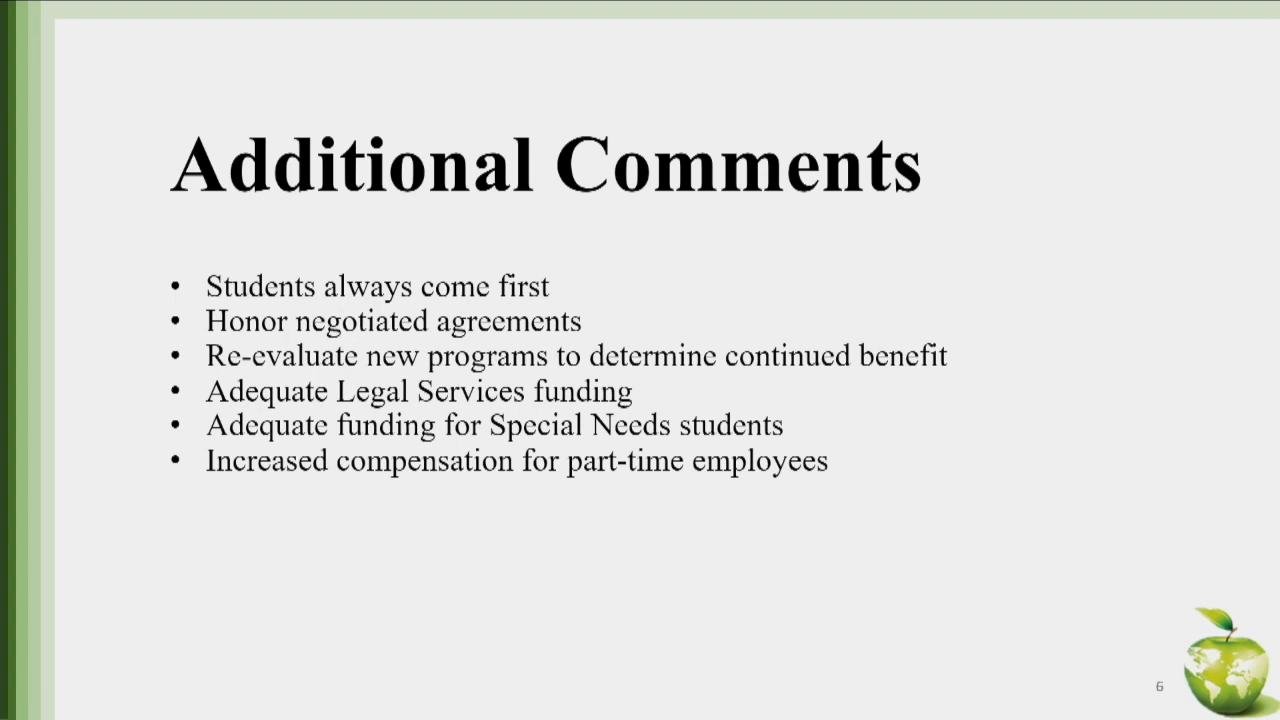 Additional Comments
• Students always come first
• Honor negotiated agreements
• Re-evaluate new programs to determine continued benefit
• Adequate Legal Services funding
• Adequate funding for Special Needs students
• Increased compensation for part-time employees
6